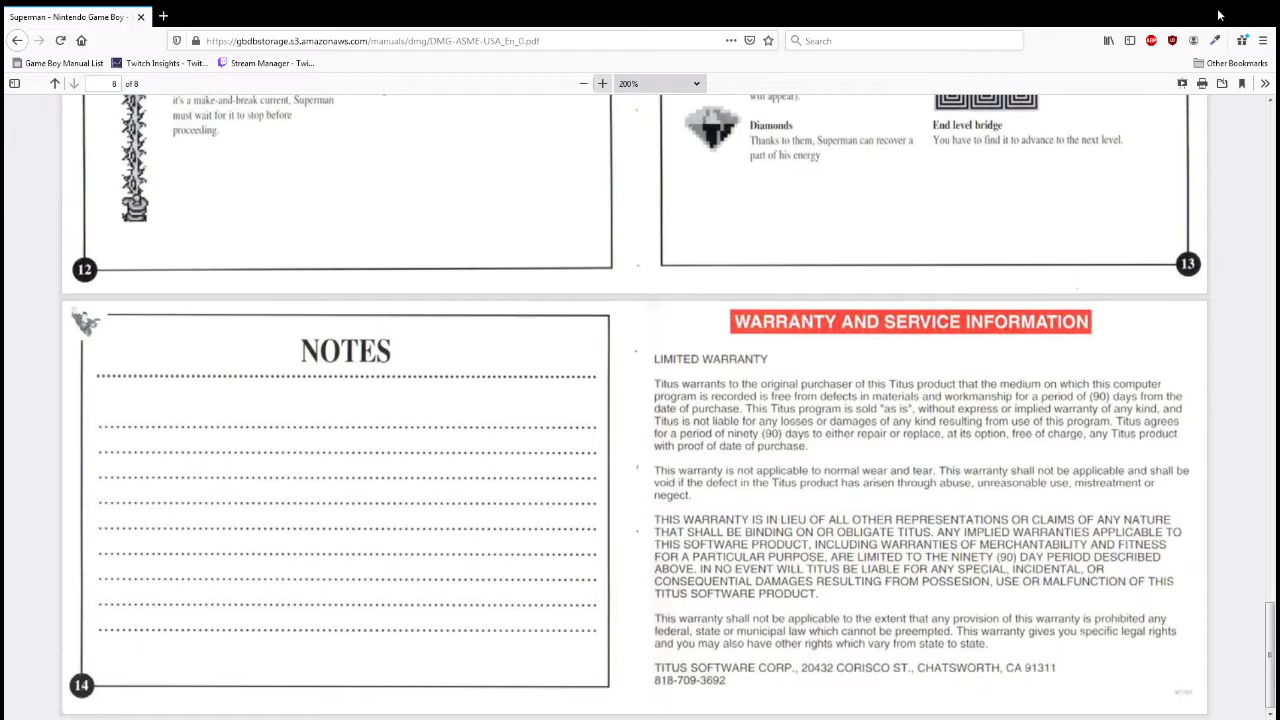 Superman - Nintendo Game Boy -
https://gbdbstorage.s3.amazonaws.com/manuals/dmg/DMG-ASME-USA_En_0.pdf
Search
Game Boy Manual List
Twitch Insights - Twit...
Stream Manager - Twi...
Other Bookmarks
8 of 8
200%
it's a make-and-break current, Superman
must wait for it to stop before
proceeding.
12
will appear).
Diamonds
Thanks to them, Superman can recover a
part of his energy
End level bridge
You have to find it to advance to the next level.
13
NOTES
14
WARRANTY AND SERVICE INFORMATION
LIMITED WARRANTY
Titus warrants to the original purchaser of this Titus product that the medium on which this computer
program is recorded is free from defects in materials and workmanship for a period of (90) days from the
date of purchase. This Titus program is sold "as is", without express or implied warranty of any kind, and
Titus is not liable for any losses or damages of any kind resulting from use of this program. Titus agrees
for a period of ninety (90) days to either repair or replace, at its option, free of charge, any Titus product
with proof of date of purchase.
This warranty is not applicable to normal wear and tear. This warranty shall not be applicable and shall be
void if the defect in the Titus product has arisen through abuse, unreasonable use, mistreatment or
negect.
THIS WARRANTY IS IN LIEU OF ALL OTHER REPRESENTATIONS OR CLAIMS OF ANY NATURE
THAT SHALL BE BINDING ON OR OBLIGATE TITUS. ANY IMPLIED WARRANTIES APPLICABLE TO
THIS SOFTWARE PRODUCT, INCLUDING WARRANTIES OF MERCHANTABILITY AND FITNESS
FOR A PARTICULAR PURPOSE, ARE LIMITED TO THE NINETY (90) DAY PERIOD DESCRIBED
ABOVE. IN NO EVENT WILL TITUS BE LIABLE FOR ANY SPECIAL, INCIDENTAL, OR
CONSEQUENTIAL DAMAGES RESULTING FROM POSSESION, USE OR MALFUNCTION OF THIS
TITUS SOFTWARE PRODUCT.
This warranty shall not be applicable to the extent that any provision of this warranty is prohibited any
federal, state or municipal law which cannot be preempted. This warranty gives you specific legal rights
and you may also have other rights which vary from state to state.
TITUS SOFTWARE CORP., 20432 CORISCO ST., CHATSWORTH, CA 91311
818-709-3692